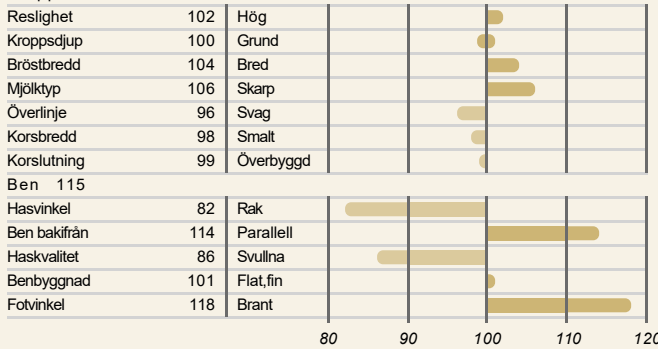 Reslighet 102 Hög
Kroppsdjup 100 Grund
Bröstbredd 104 Bred
Mjölktyp 106 Skarp
Överlinje 96 Svag
Korsbredd 98 Smalt
Korslutning 99 Överbyggd
Ben 115
Hasvinkel 82 Rak
Ben bakifrån 114 Parallell
Haskvalitet 86 Svullna
Benbyggnad 101 Flat,fin
Fotvinkel 118 Brant
80 90 100 110 120